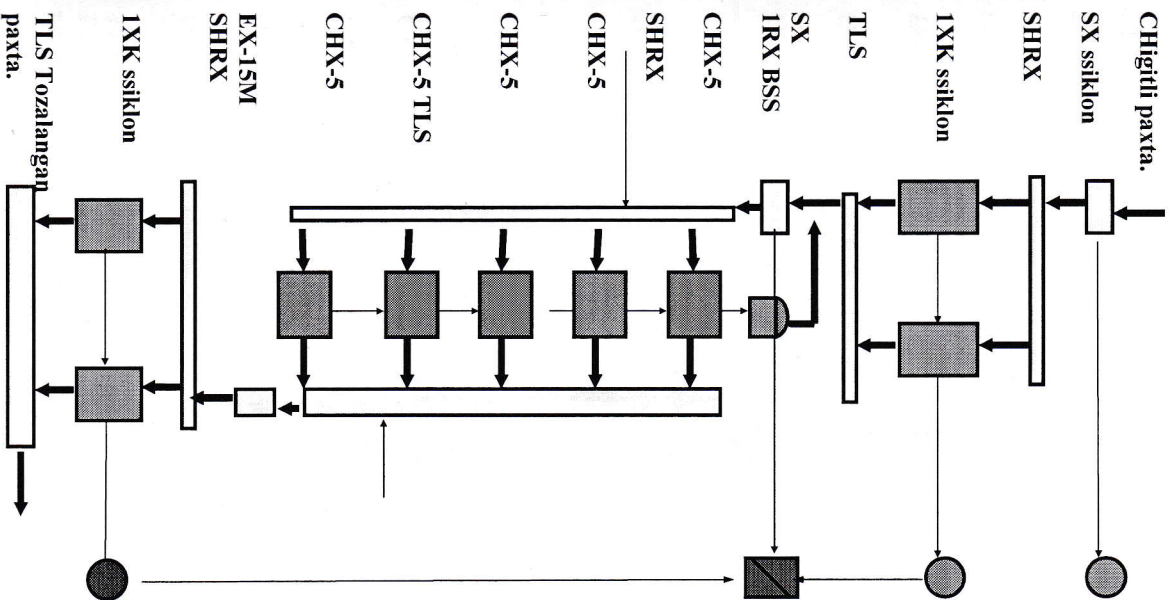 CHigitli paxta.
SX ssiklon
SHRX
1XK ssiklon
TLS
SX
1RX BSS
CHX-5
SHRX
CHX-5
CHX-5
CHX-5 TLS
CHX-5
EX-15M
SHRX
1XK ssiklon
TLS Tozalangan
paxta.